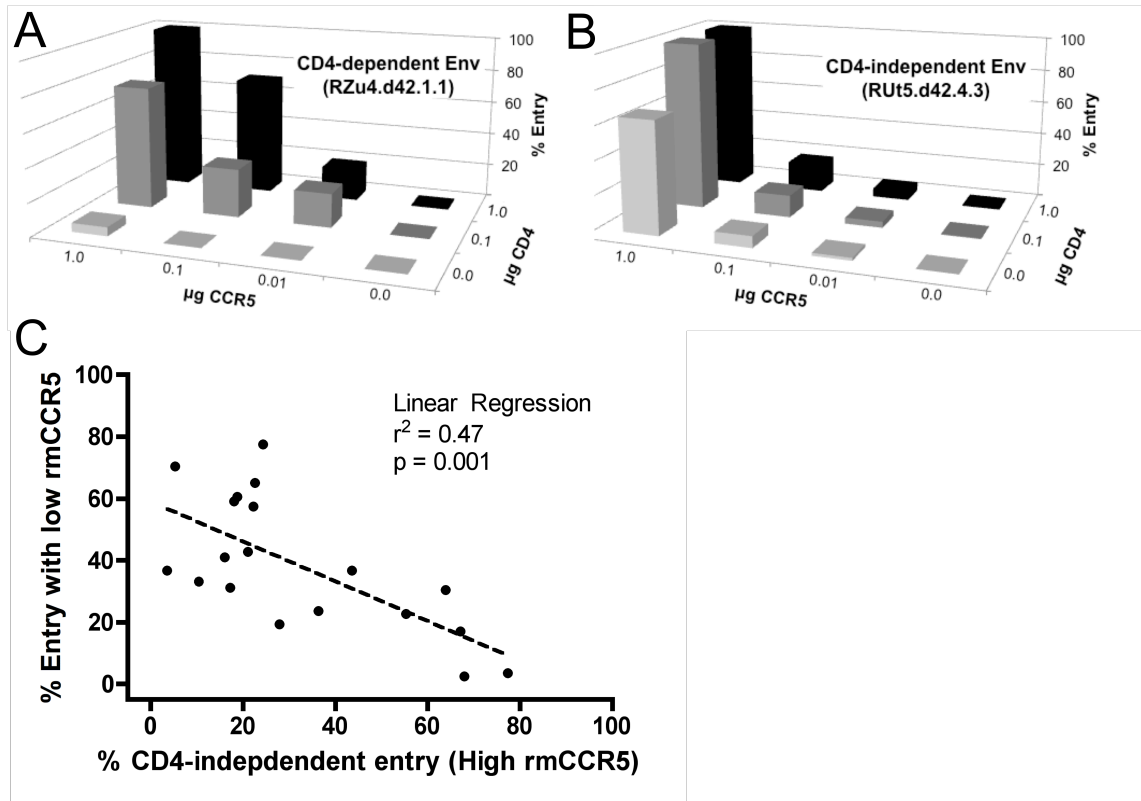 A
CD4-dependent Env
(RZu4.d42.1.1)
100
80
60
40
20
% Entry
1.0
0.1
0.0
µg CD4
1.0
0.1
0.01
0.0
µg CCR5
B
CD4-independent Env
(RUt5.d42.4.3)
100
80
60
40
20
% Entry
1.0
0.1
0.0
µg CD4
1.0
0.1
0.01
0.0
µg CCR5
C
% Entry with low rmCCR5
100
80
60
40
20
0
Linear Regression
r² = 0.47
p = 0.001
0 20 40 60 80 100
% CD4-indepdendent entry (High rmCCR5)